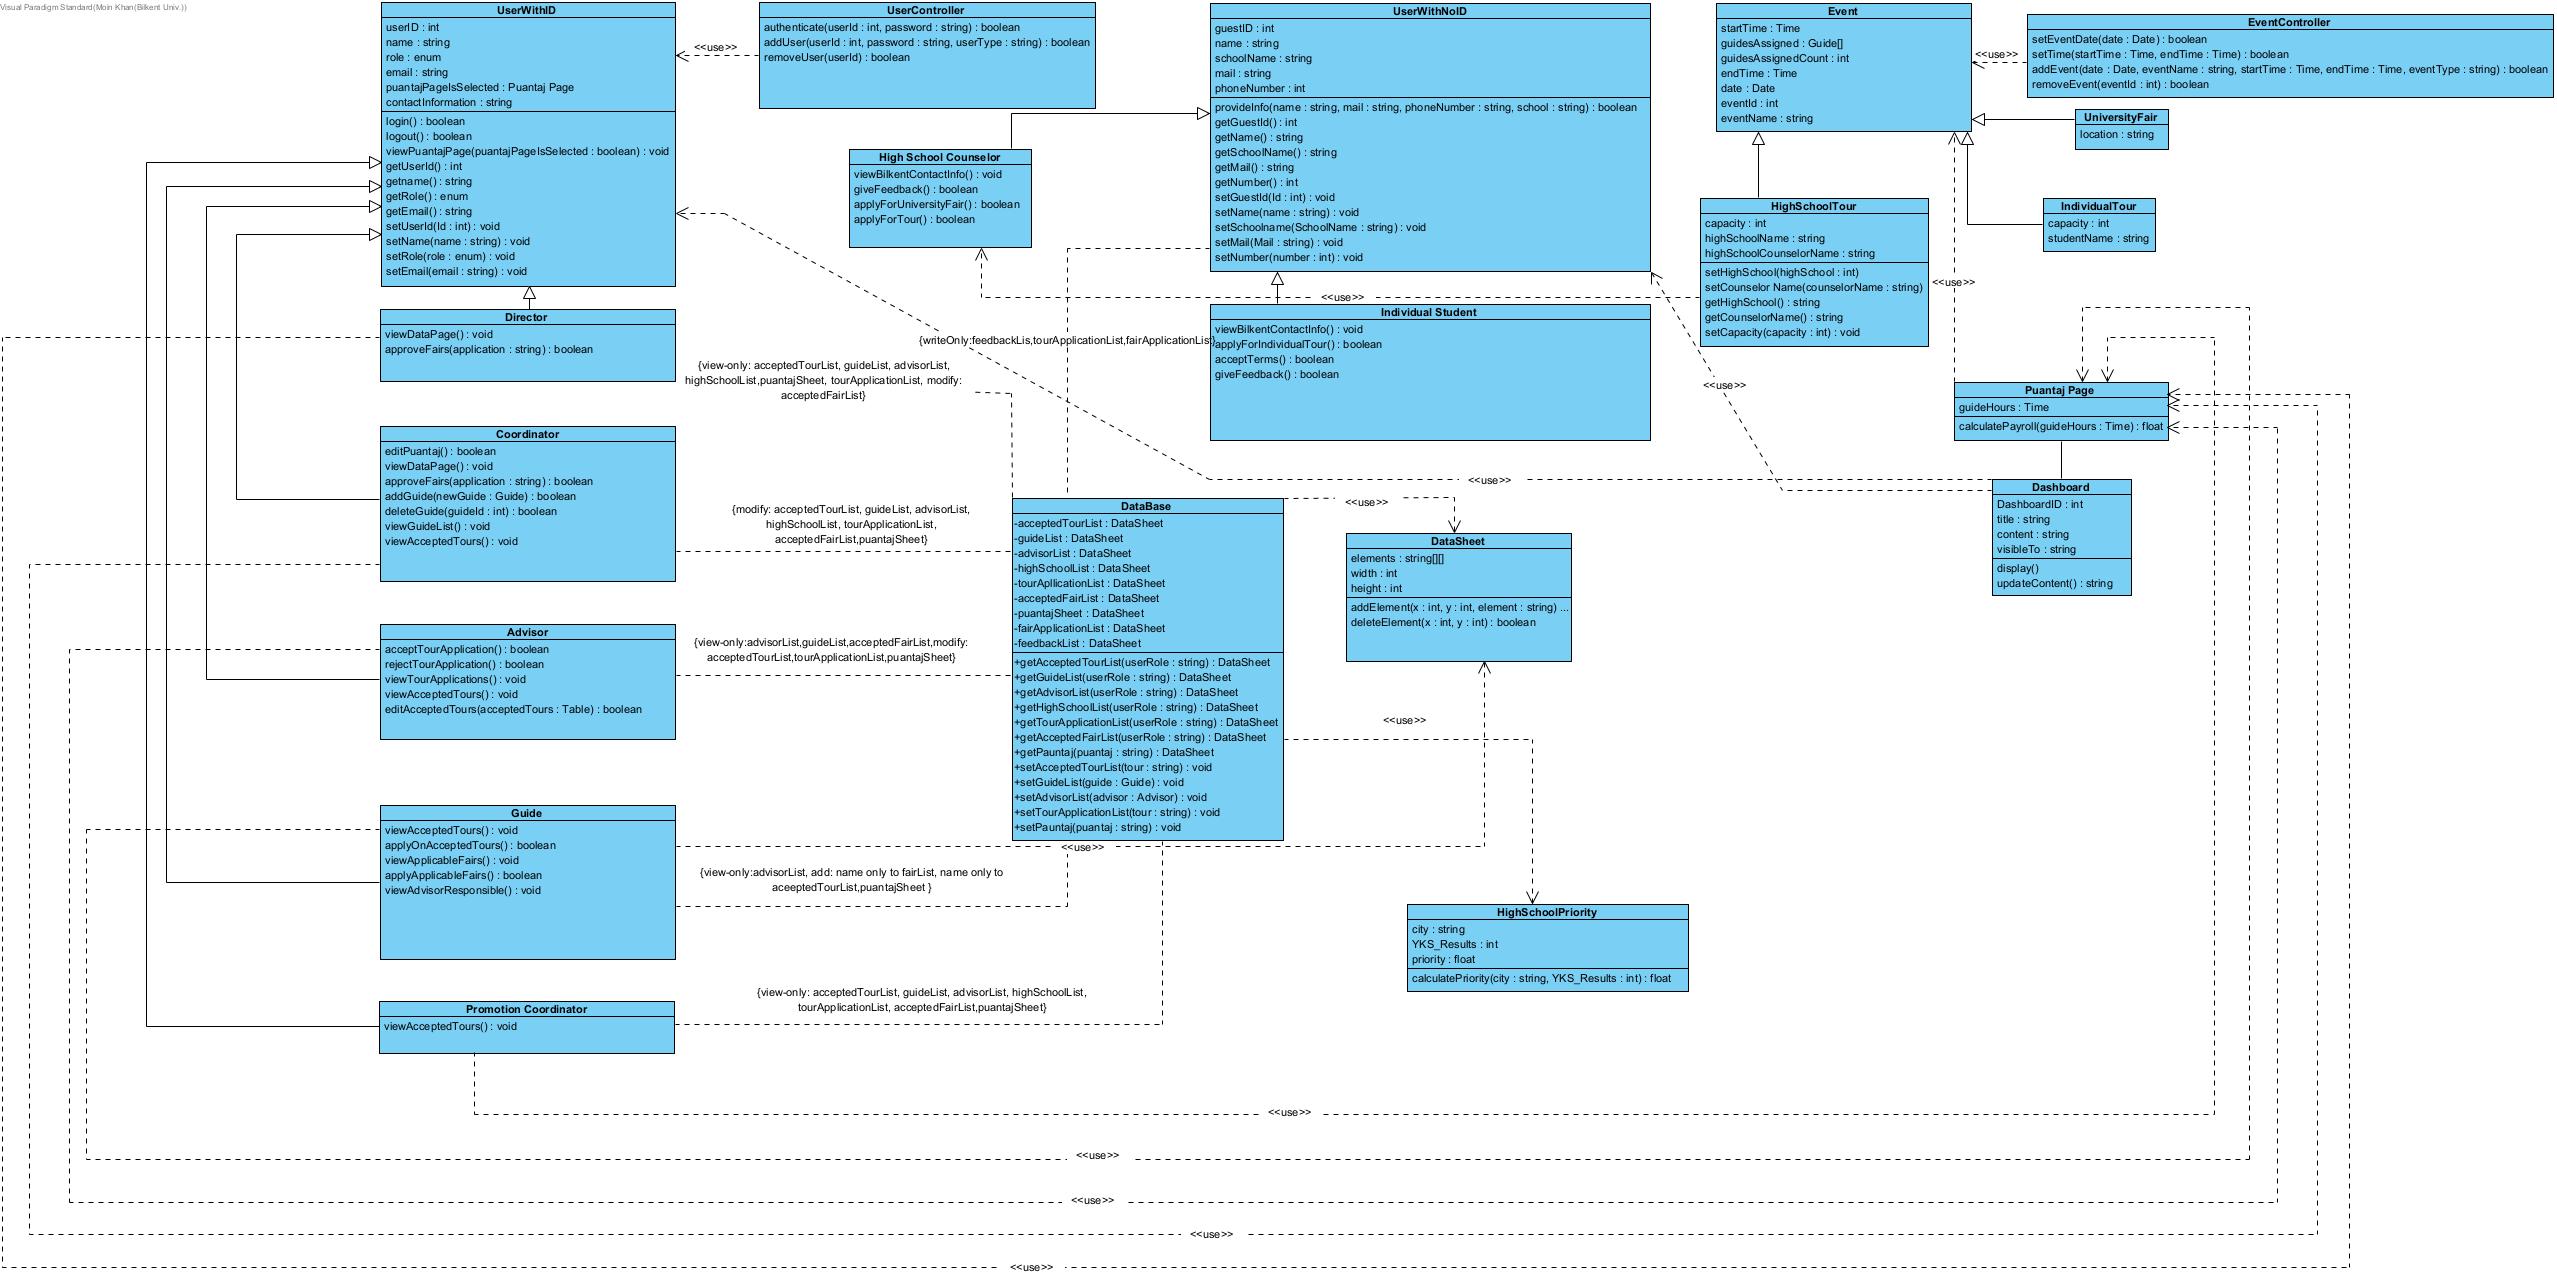 Visual Paradigm Standard(Moin Khan(Bilkent Univ.))
UserWithID
userID : int
name : string
role : enum
email : string
puantajPageIsSelected : Puantaj Page
contactInformation : string
login() : boolean
logout() : boolean
viewPuantajPage(puantajPageIsSelected : boolean) : void
getUserId() : int
getname() : string
getRole() : enum
getEmail() : string
setUserId(Id : int) : void
setName(name : string) : void
setRole(role : enum) : void
setEmail(email : string) : void
<<use>>
UserController
authenticate(userId : int, password : string) : boolean
addUser(userId : int, password : string, userType : string) : boolean
removeUser(userId) : boolean
UserWithNoID
guestID : int
name : string
schoolName : string
mail : string
phoneNumber : int
provideInfo(name : string, mail : string, phoneNumber : string, school : string) : boolean
getGuestId() : int
getName() : string
getSchoolName() : string
getMail() : string
getNumber() : int
setGuestId(Id : int) : void
setName(name : string) : void
setSchoolname(SchoolName : string) : void
setMail(Mail : string) : void
setNumber(number : int) : void
Event
startTime : Time
guidesAssigned : Guide[]
guidesAssignedCount : int
endTime : Time
date : Date
eventId : int
eventName : string
<<use>>
EventController
setEventDate(date : Date) : boolean
setTime(startTime : Time, endTime : Time) : boolean
addEvent(date : Date, eventName : string, startTime : Time, endTime : Time, eventType : string) : boolean
removeEvent(eventId : int) : boolean
UniversityFair
location : string
High School Counselor
viewBilkentContactInfo() : void
giveFeedback() : boolean
applyForUniversityFair() : boolean
applyForTour() : boolean
HighSchoolTour
capacity : int
highSchoolName : string
highSchoolCounselorName : string
setHighSchool(highSchool : int)
setCounselor Name(counselorName : string)
getHighSchool() : string
getCounselorName() : string
setCapacity(capacity : int) : void
IndividualTour
capacity : int
studentName : string
<<use>>
<<use>>
Director
viewDataPage() : void
approveFairs(application : string) : boolean
Individual Student
viewBilkentContactInfo() : void
applyForIndividualTour() : boolean
acceptTerms() : boolean
giveFeedback() : boolean
{writeOnly:feedbackLis,tourApplicationList,fairApplicationList}
{view-only: acceptedTourList, guideList, advisorList,
highSchoolList,puantajSheet, tourApplicationList, modify:
acceptedFairList}
<<use>>
Puantaj Page
guideHours : Time
calculatePayroll(guideHours : Time) : float
Coordinator
editPuantaj() : boolean
viewDataPage() : void
approveFairs(application : string) : boolean
addGuide(newGuide : Guide) : boolean
deleteGuide(guideId : int) : boolean
viewGuideList() : void
viewAcceptedTours() : void
{modify: acceptedTourList, guideList, advisorList,
highSchoolList, tourApplicationList,
acceptedFairList,puantajSheet}
<<use>>
<<use>>
Dashboard
DashboardID : int
title : string
content : string
visibleTo : string
display()
updateContent() : string
DataBase
-acceptedTourList : DataSheet
-guideList : DataSheet
-advisorList : DataSheet
-highSchoolList : DataSheet
-tourApllicationList : DataSheet
-acceptedFairList : DataSheet
-puantajSheet : DataSheet
-fairApplicationList : DataSheet
-feedbackList : DataSheet
+getAcceptedTourList(userRole : string) : DataSheet
+getGuideList(userRole : string) : DataSheet
+getAdvisorList(userRole : string) : DataSheet
+getHighSchoolList(userRole : string) : DataSheet
+getTourApplicationList(userRole : string) : DataSheet
+getAcceptedFairList(userRole : string) : DataSheet
+getPauntaj(puantaj : string) : DataSheet
+setAcceptedTourList(tour : string) : void
+setGuideList(guide : Guide) : void
+setAdvisorList(advisor : Advisor) : void
+setTourApplicationList(tour : string) : void
+setPauntaj(puantaj : string) : void
DataSheet
elements : string[][]
width : int
height : int
addElement(x : int, y : int, element : string) ...
deleteElement(x : int, y : int) : boolean
Advisor
acceptTourApplication() : boolean
rejectTourApplication() : boolean
viewTourApplications() : void
viewAcceptedTours() : void
editAcceptedTours(acceptedTours : Table) : boolean
{view-only:advisorList,guideList,acceptedFairList,modify:
acceptedTourList,tourApplicationList,puantajSheet}
<<use>>
Guide
viewAcceptedTours() : void
applyOnAcceptedTours() : boolean
viewApplicableFairs() : void
applyApplicableFairs() : boolean
viewAdvisorResponsible() : void
<<use>>
{view-only:advisorList, add: name only to fairList, name only to
aceeptedTourList,puantajSheet }
HighSchoolPriority
city : string
YKS_Results : int
priority : float
calculatePriority(city : string, YKS_Results : int) : float
Promotion Coordinator
viewAcceptedTours() : void
{view-only: acceptedTourList, guideList, advisorList, highSchoolList,
tourApplicationList, acceptedFairList,puantajSheet}
<<use>>
<<use>>
<<use>>
<<use>>
<<use>>